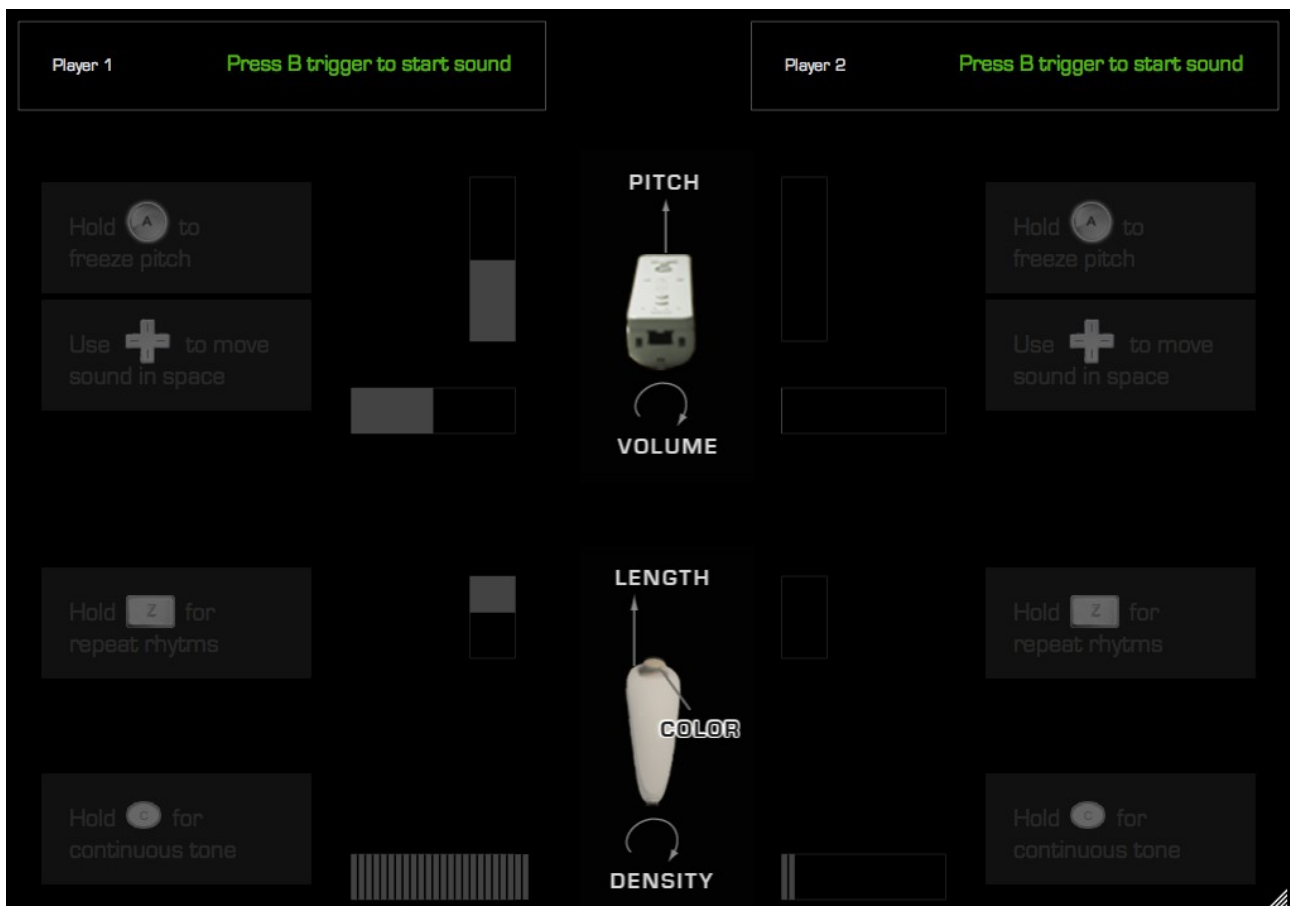 Player 1 Press B trigger to start sound
Player 2 Press B trigger to start sound
PITCH
Hold A to
freeze pitch
Use to move
sound in space
Hold A to
freeze pitch
Use to move
sound in space
VOLUME
LENGTH
Hold Z for
repeat rhytms
Hold Z for
repeat rhytms
COLOR
Hold C for
continuous tone
Hold C for
continuous tone
DENSITY